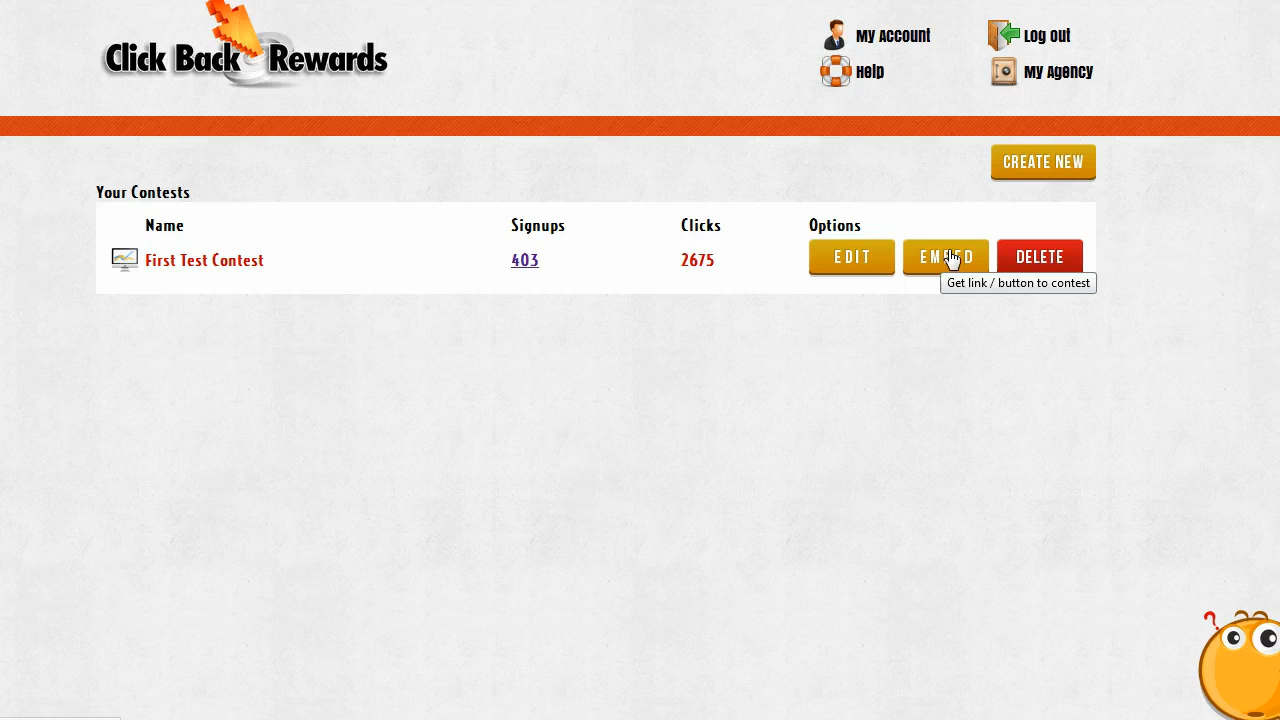 Click Back Rewards
My Account
Log Out
Help
My Agency
CREATE NEW
Your Contests
Name Signups Clicks Options
First Test Contest 403 2675 EDIT EMBED DELETE
Get link / button to contest
?